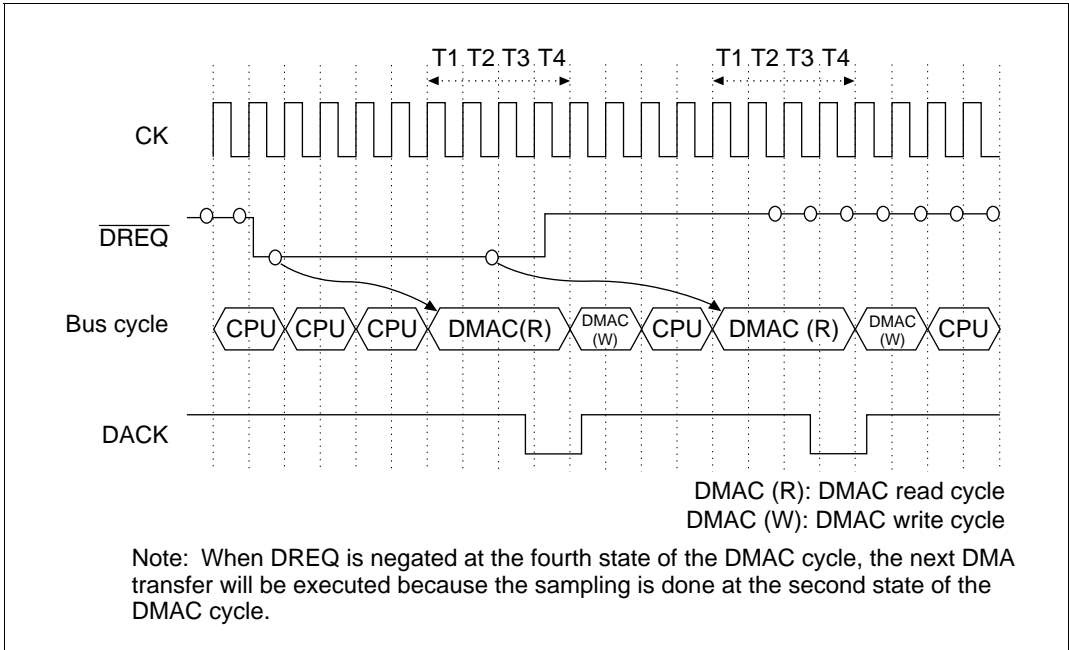 T1 T2 T3 T4 T1 T2 T3 T4
CK
DREQ
Bus cycle CPU CPU CPU DMAC(R) DMAC (W) CPU DMAC (R) DMAC (W) CPU
DACK
DMAC (R): DMAC read cycle
DMAC (W): DMAC write cycle
Note: When DREQ is negated at the fourth state of the DMAC cycle, the next DMA
transfer will be executed because the sampling is done at the second state of the
DMAC cycle.